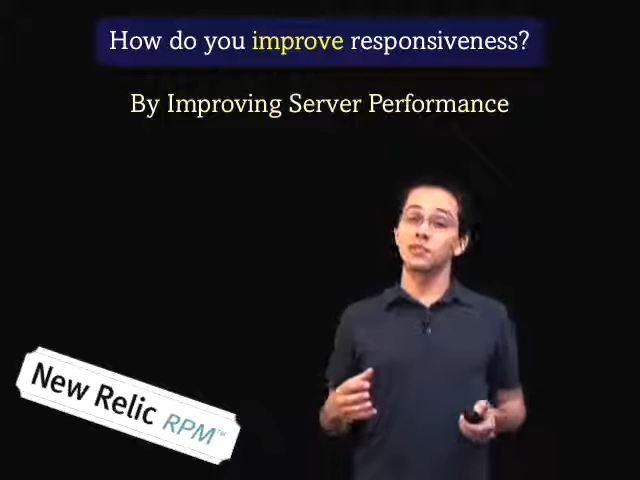 How do you improve responsiveness?
By Improving Server Performance
New Relic RPM™